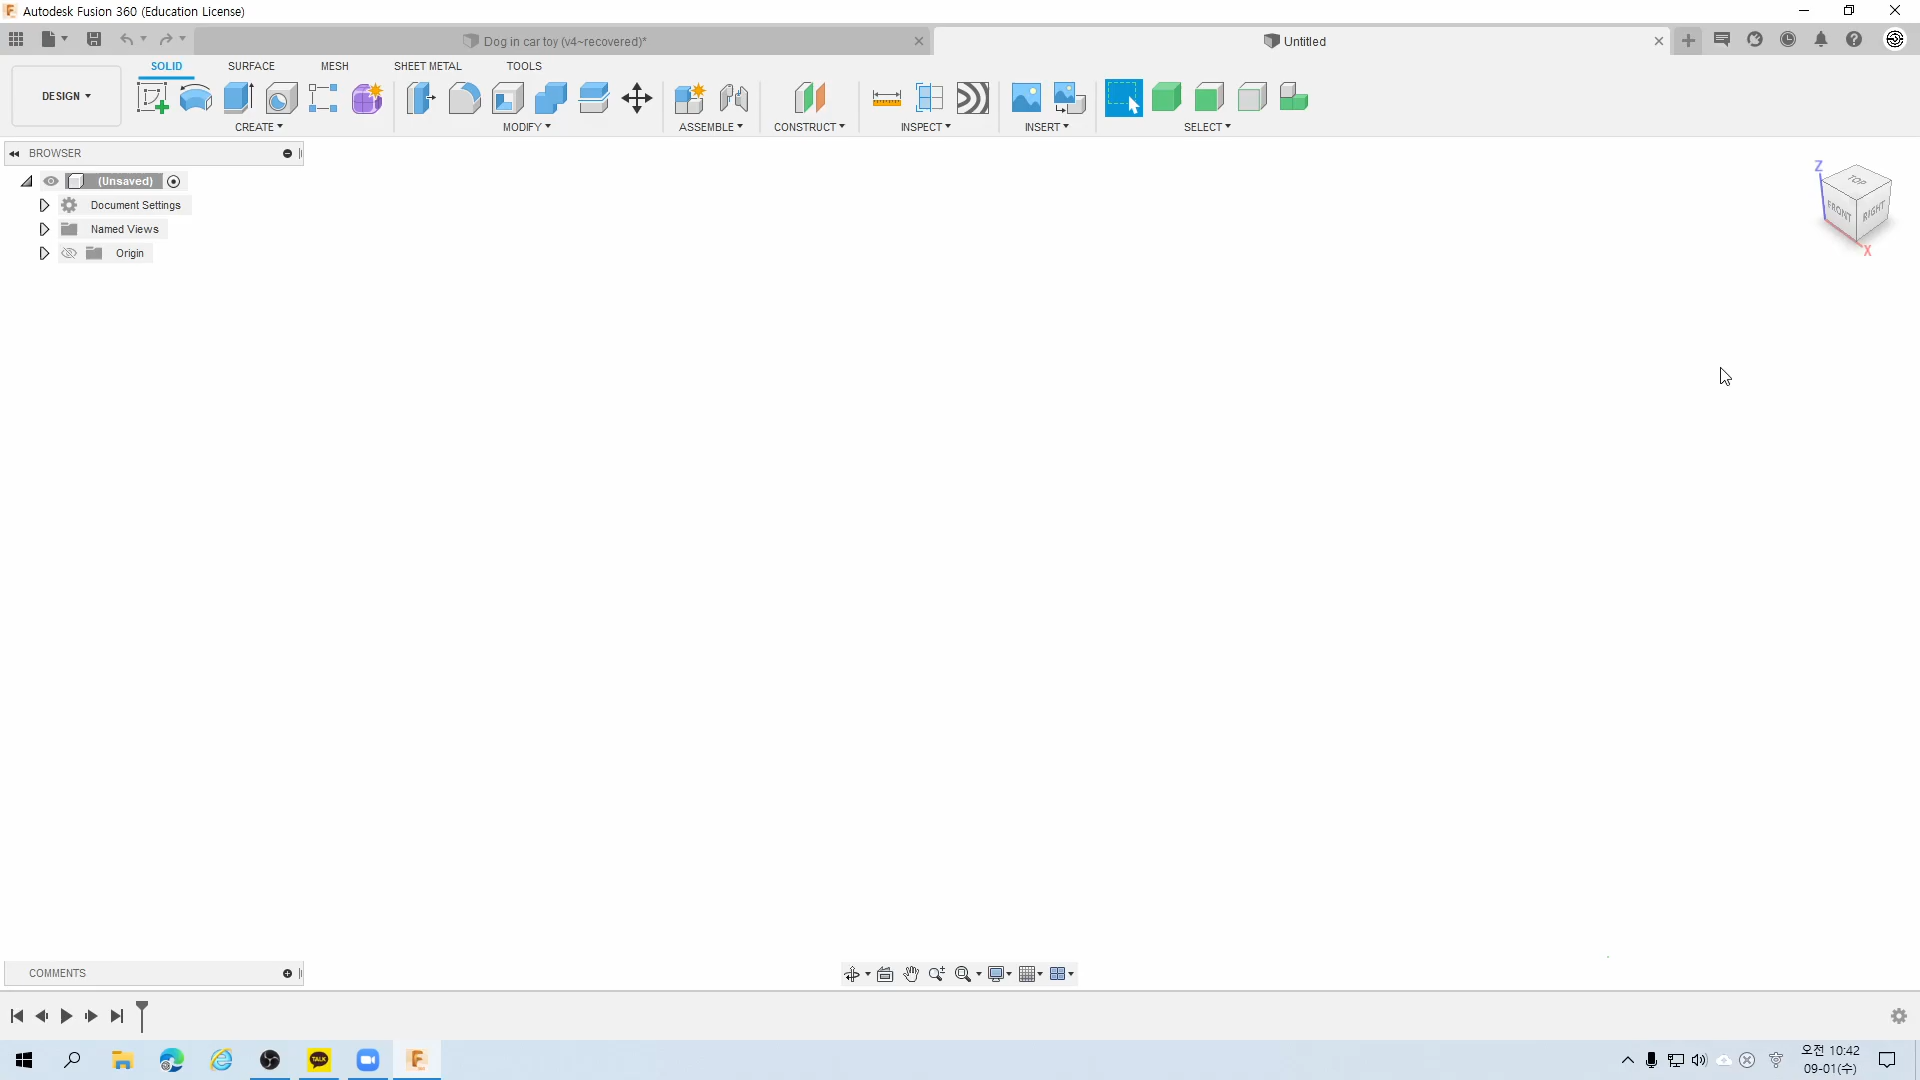 Autodesk Fusion 360 (Education License)
Dog in car toy (v4~recovered)*
Untitled
DESIGN
SOLID
SURFACE
MESH
SHEET METAL
TOOLS
CREATE
MODIFY
ASSEMBLE
CONSTRUCT
INSPECT
INSERT
SELECT
BROWSER
(Unsaved)
Document Settings
Named Views
Origin
Z
TOP
FRONT
RIGHT
X
COMMENTS
TALK
오전 10:42
09-01(수)